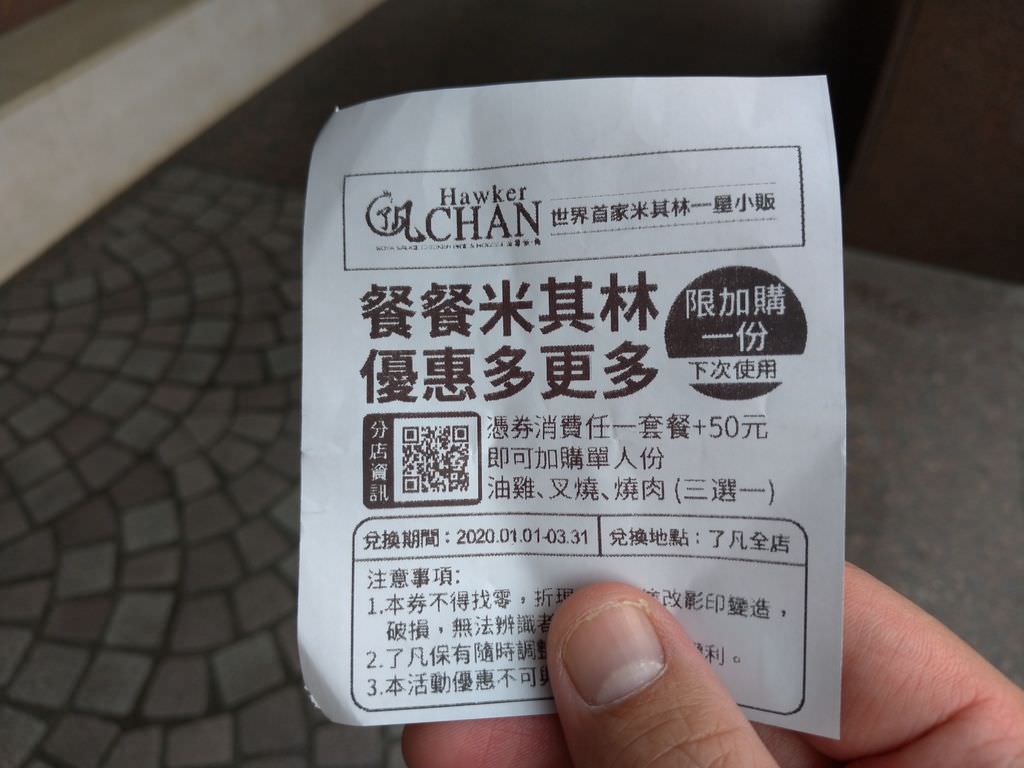 了凡
Hawker
CHAN
世界首家米其林一星小販
餐餐米其林
優惠多更多
限加購
一份
下次使用
分店資訊
憑券消費任一套餐+50元
即可加購單人份
油雞、叉燒、燒肉 (三選一)
兌換期間：2020.01.01-03.31
兌換地點：了凡全店
注意事項:
1.本券不得找零，折現 改影印變造，
破損，無法辨識者
2.了凡保有隨時調整 權利。
3.本活動優惠不可與